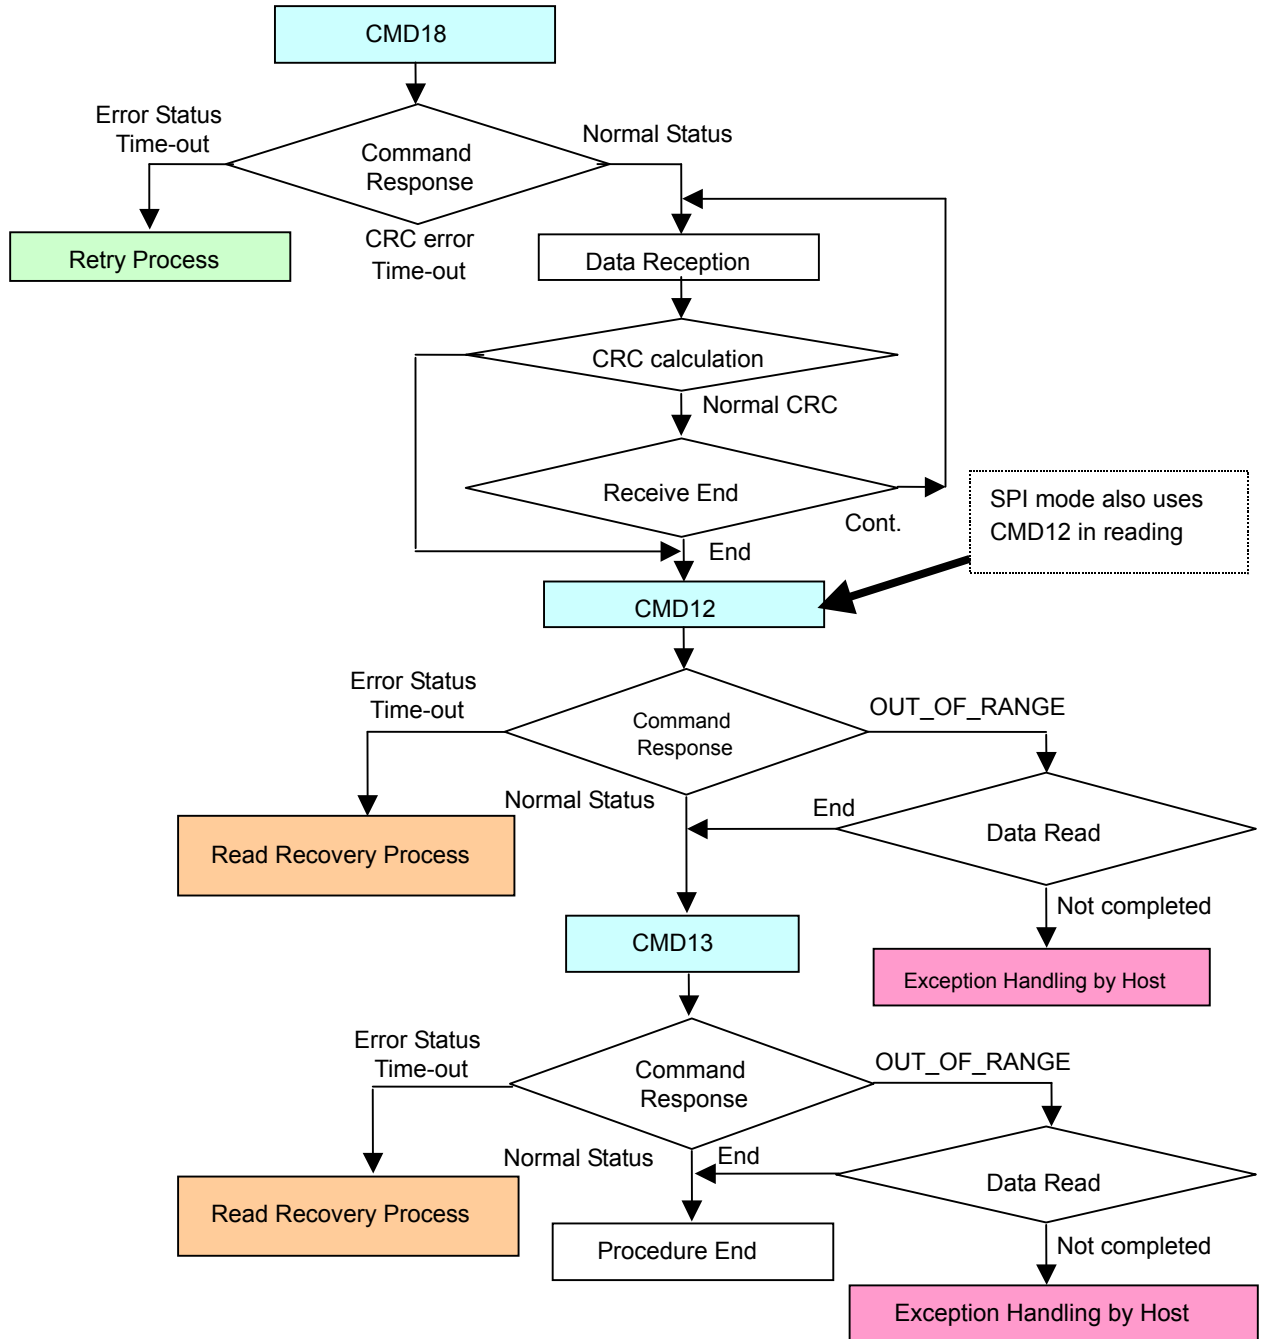 CMD18
Error Status
Time-out
Normal Status
Command
Response
CRC error
Time-out
Retry Process
Data Reception
CRC calculation
Normal CRC
Receive End
Cont.
SPI mode also uses
CMD12 in reading
End
CMD12
Error Status
Time-out
Command
Response
OUT_OF_RANGE
Normal Status
End
Data Read
Read Recovery Process
Not completed
CMD13
Exception Handling by Host
Error Status
Time-out
Command
Response
OUT_OF_RANGE
Normal Status
End
Data Read
Read Recovery Process
Procedure End
Not completed
Exception Handling by Host